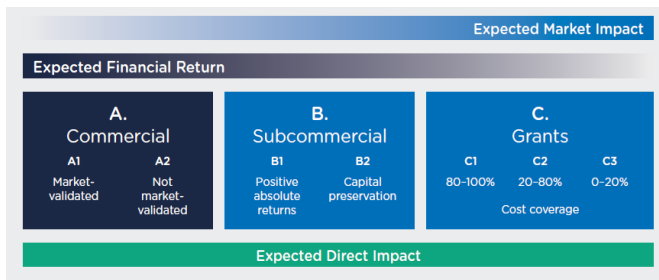 Expected Market Impact
Expected Financial Return
A.
Commercial
A1 A2
Market-
validated
Not
market-
validated
B.
Subcommercial
B1 B2
Positive
absolute
returns
Capital
preservation
C.
Grants
C1 C2 C3
80–100% 20–80% 0–20%
Cost coverage
Expected Direct Impact